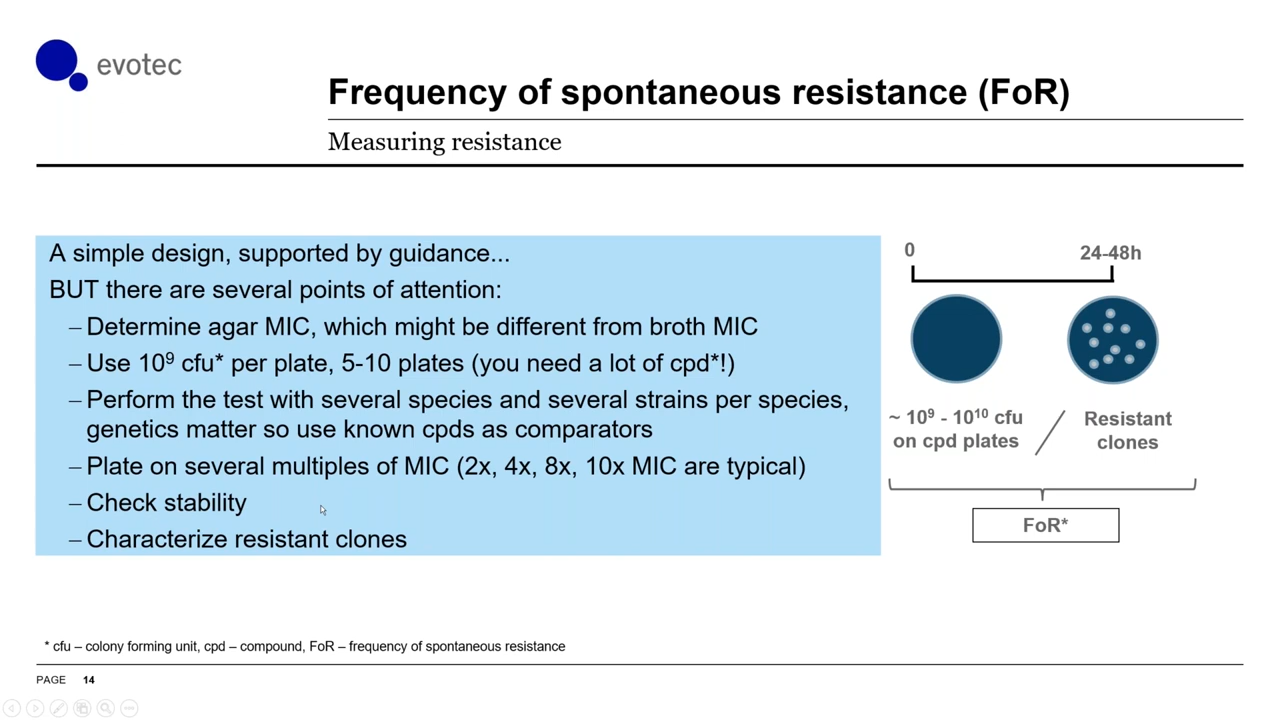 evotec
Frequency of spontaneous resistance (FoR)
Measuring resistance
A simple design, supported by guidance...
BUT there are several points of attention:
– Determine agar MIC, which might be different from broth MIC
– Use 10⁹ cfu* per plate, 5-10 plates (you need a lot of cpd*!)
– Perform the test with several species and several strains per species,
genetics matter so use known cpds as comparators
– Plate on several multiples of MIC (2x, 4x, 8x, 10x MIC are typical)
– Check stability
– Characterize resistant clones
0
24-48h
~ 10⁹ - 10¹⁰ cfu
on cpd plates
Resistant
clones
FoR*
* cfu – colony forming unit, cpd – compound, FoR – frequency of spontaneous resistance
PAGE 14